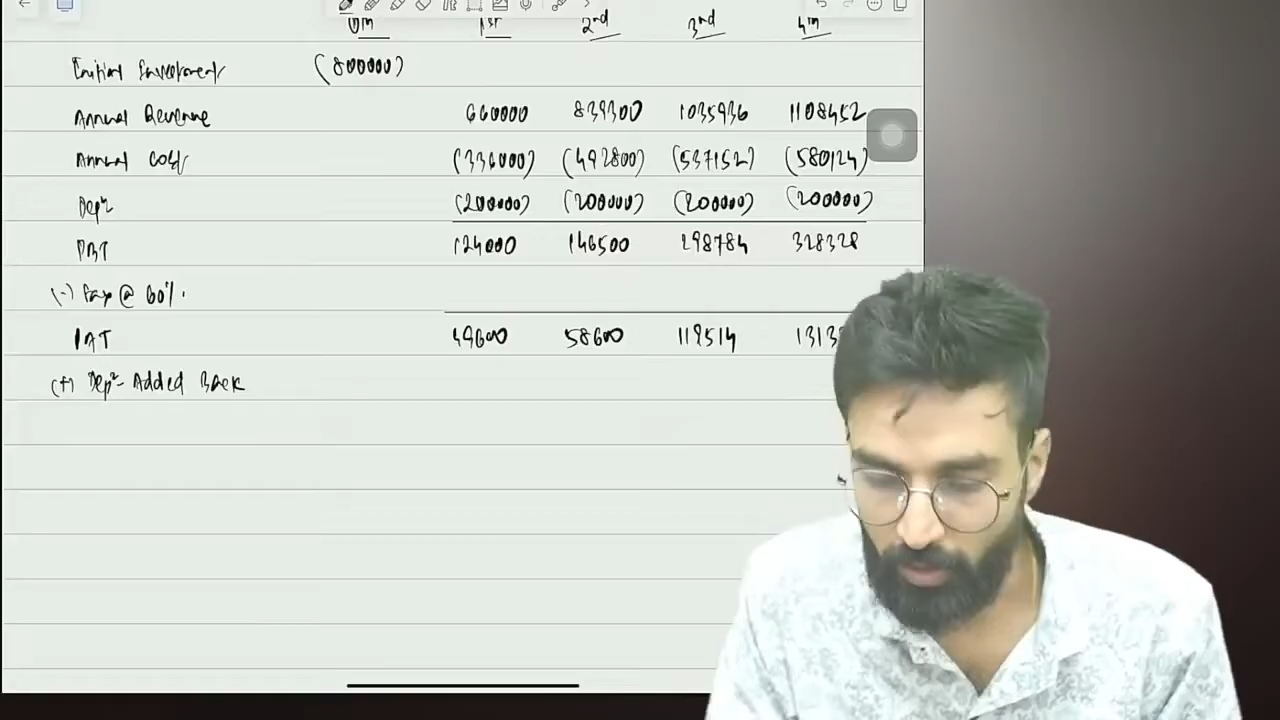 0th 1st 2nd 3rd 4th
Initial Investment (800000)
Annual Revenue 660000 839300 1035936 1108452
Annual Cost (336000) (492800) (537152) (580124)
Depn (200000) (200000) (200000) (200000)
PBT 124000 146500 298784 328328
(-) Tax @ 60%.
PAT 49600 58600 119514 1313
(+) Depn Added Back